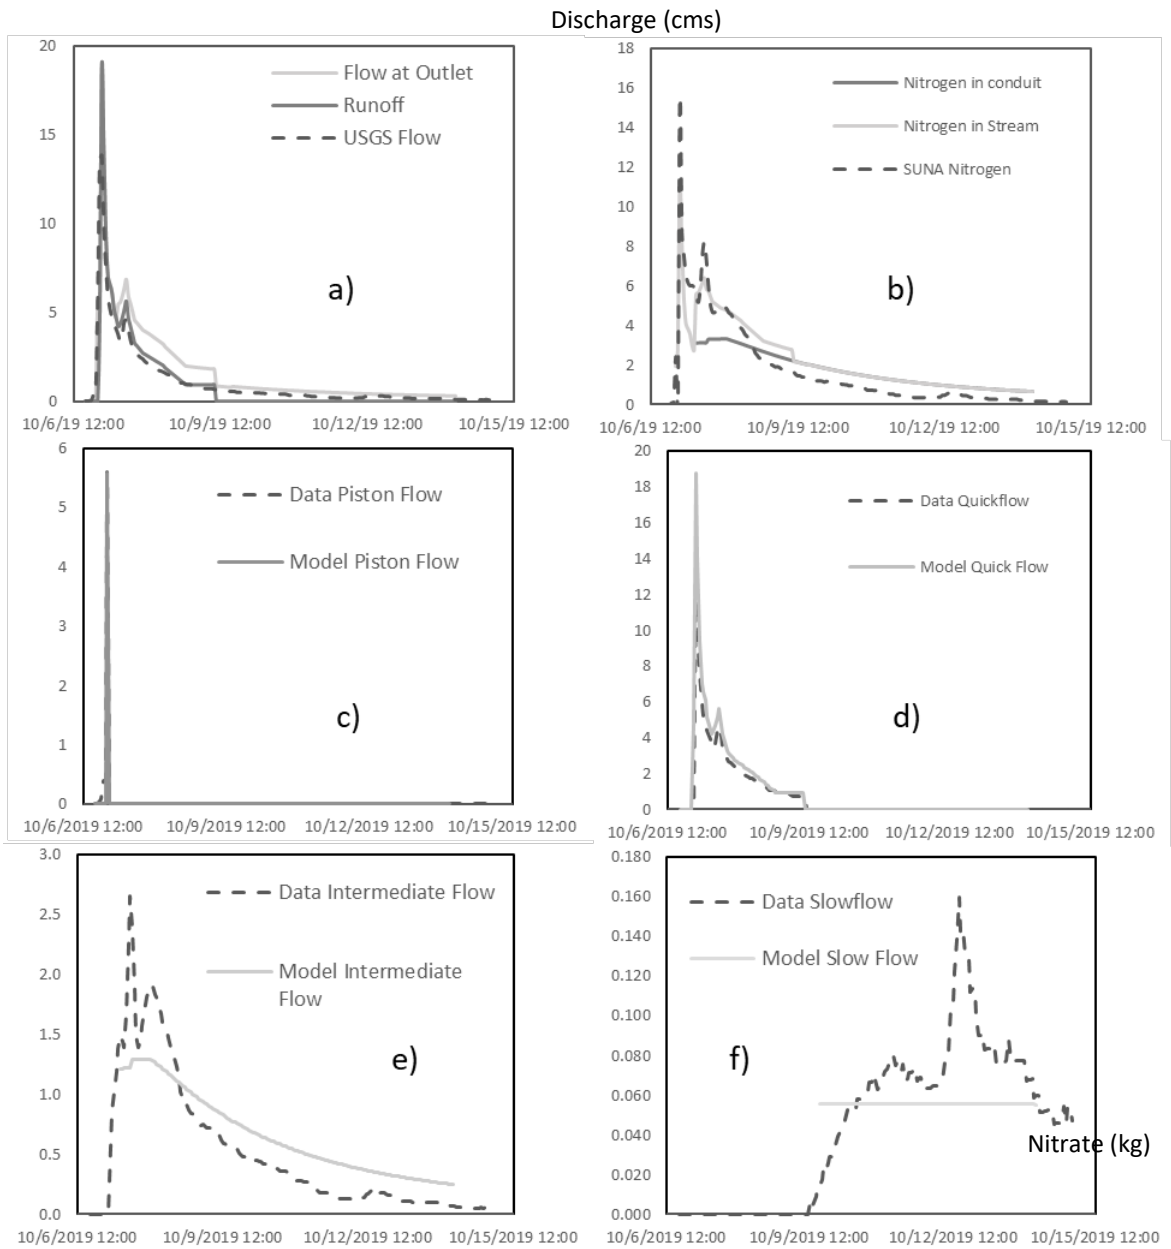 Discharge (cms)
20
15
10
5
0
Flow at Outlet
Runoff
USGS Flow
a)
10/6/19 12:00 10/9/19 12:00 10/12/19 12:00 10/15/19 12:00
18
16
14
12
10
8
6
4
2
0
Nitrogen in conduit
Nitrogen in Stream
SUNA Nitrogen
b)
10/6/19 12:00 10/9/19 12:00 10/12/19 12:00 10/15/19 12:00
6
5
4
3
2
1
0
Data Piston Flow
Model Piston Flow
c)
10/6/2019 12:00 10/9/2019 12:00 10/12/2019 12:00 10/15/2019 12:00
20
18
16
14
12
10
8
6
4
2
0
Data Quickflow
Model Quick Flow
d)
10/6/2019 12:00 10/9/2019 12:00 10/12/2019 12:00 10/15/2019 12:00
3.0
2.5
2.0
1.5
1.0
0.5
0.0
Data Intermediate Flow
Model Intermediate
Flow
e)
10/6/2019 12:00 10/9/2019 12:00 10/12/2019 12:00 10/15/2019 12:00
0.180
0.160
0.140
0.120
0.100
0.080
0.060
0.040
0.020
0.000
Data Slowflow
Model Slow Flow
f)
Nitrate (kg)
10/6/2019 12:00 10/9/2019 12:00 10/12/2019 12:00 10/15/2019 12:00